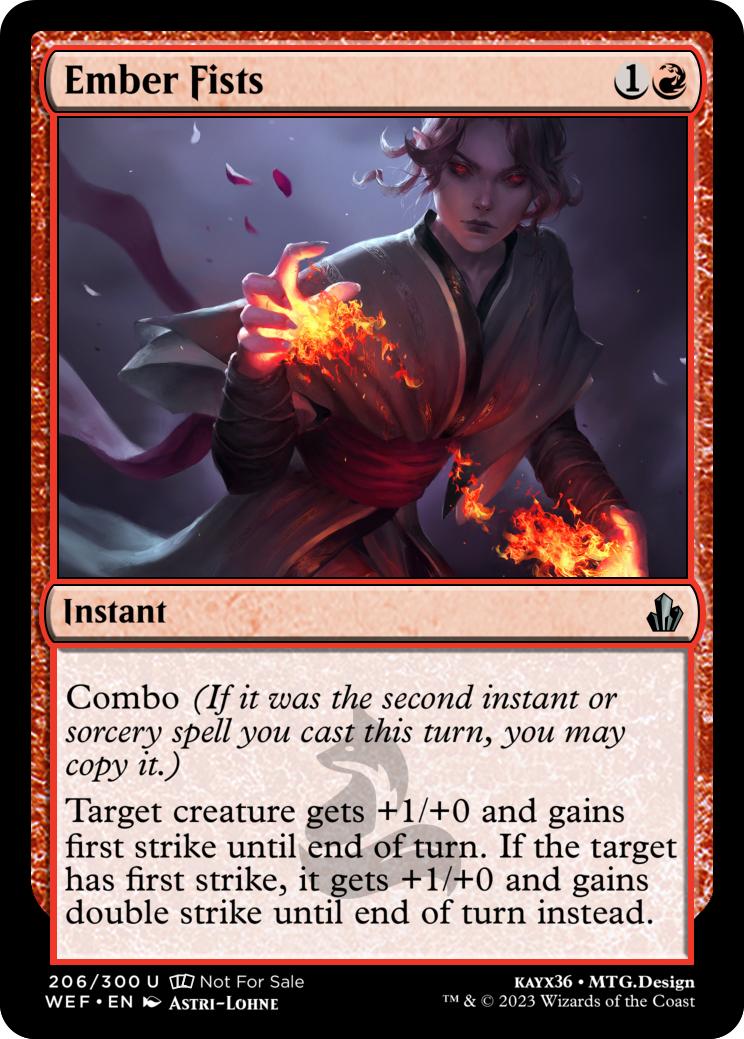 Ember Fists 1
Instant
Combo (If it was the second instant or
sorcery spell you cast this turn, you may
copy it.)
Target creature gets +1/+0 and gains
first strike until end of turn. If the target
has first strike, it gets +1/+0 and gains
double strike until end of turn instead.
206/300 U Not For Sale
WEF • EN Astri-Lohne
kayx36 • MTG.Design
™ & © 2023 Wizards of the Coast